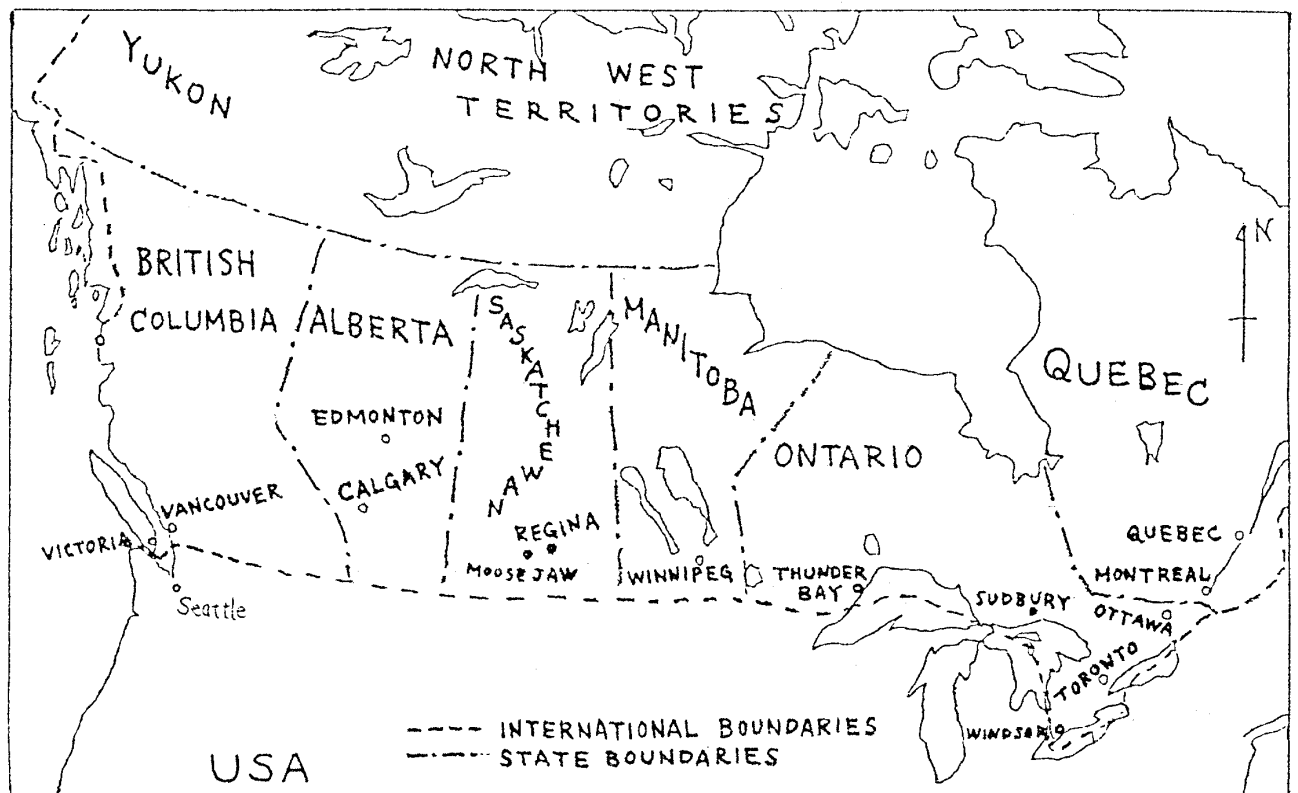 YUKON
NORTH WEST
TERRITORIES
N
BRITISH
COLUMBIA
ALBERTA
SASKATCHEWAN
MANITOBA
QUEBEC
EDMONTON
ONTARIO
CALGARY
VANCOUVER
VICTORIA
REGINA
MOOSE JAW
WINNIPEG
THUNDER
BAY
QUEBEC
MONTREAL
SUDBURY
OTTAWA
Seattle
TORONTO
WINDSOR
INTERNATIONAL BOUNDARIES
STATE BOUNDARIES
USA